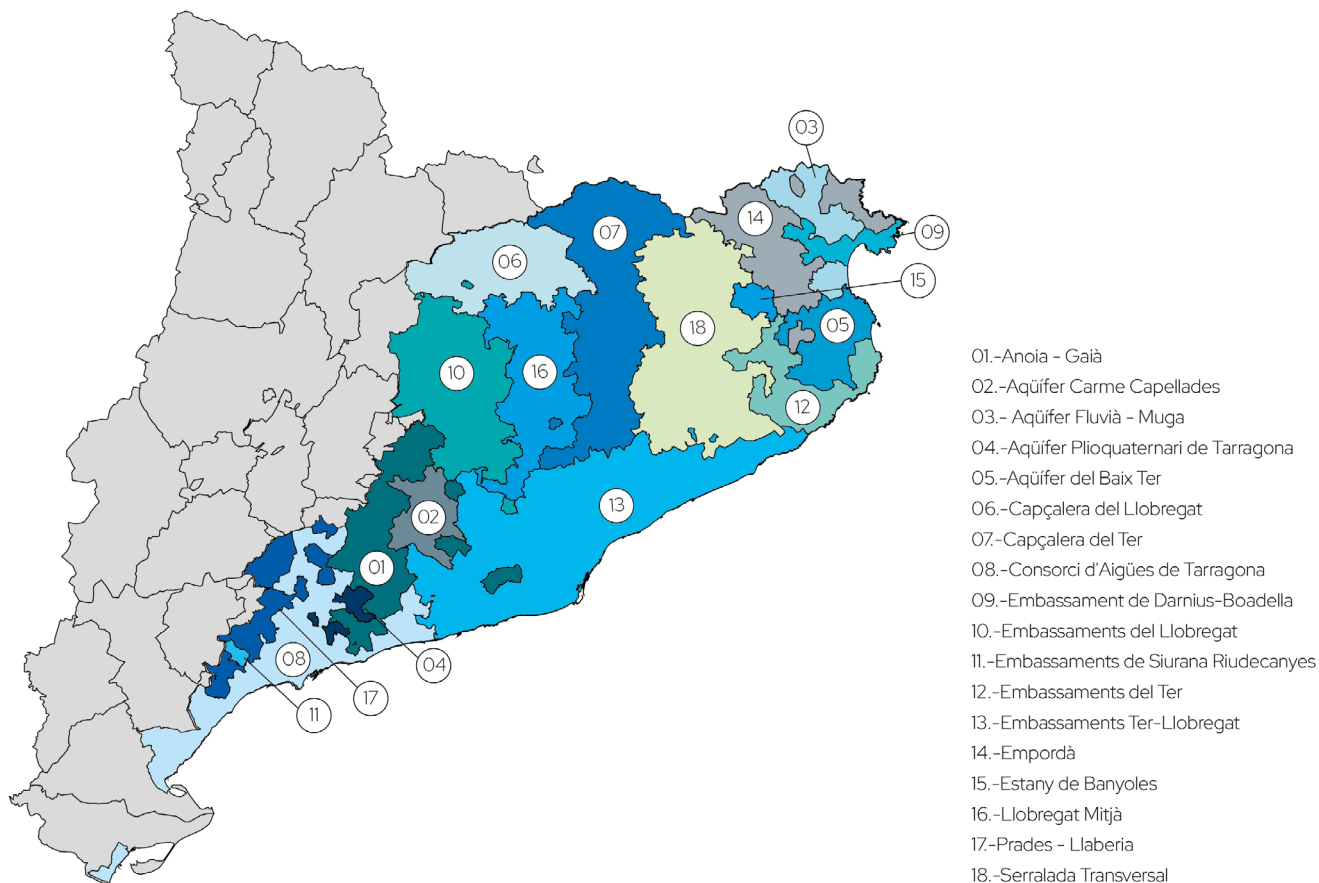 03
14
09
07
06
15
05
18
10
16
12
13
02
01
08
04
17
11
01.-Anoia - Gaià
02.-Aqüífer Carme Capellades
03.- Aqüífer Fluvià - Muga
04.-Aqüífer Plioquaternari de Tarragona
05.-Aqüífer del Baix Ter
06.-Capçalera del Llobregat
07.-Capçalera del Ter
08.-Consorci d'Aigües de Tarragona
09.-Embassament de Darnius-Boadella
10.-Embassaments del Llobregat
11.-Embassaments de Siurana Riudecanyes
12.-Embassaments del Ter
13.-Embassaments Ter-Llobregat
14.-Empordà
15.-Estany de Banyoles
16.-Llobregat Mitjà
17.-Prades - Llaberia
18.-Serralada Transversal